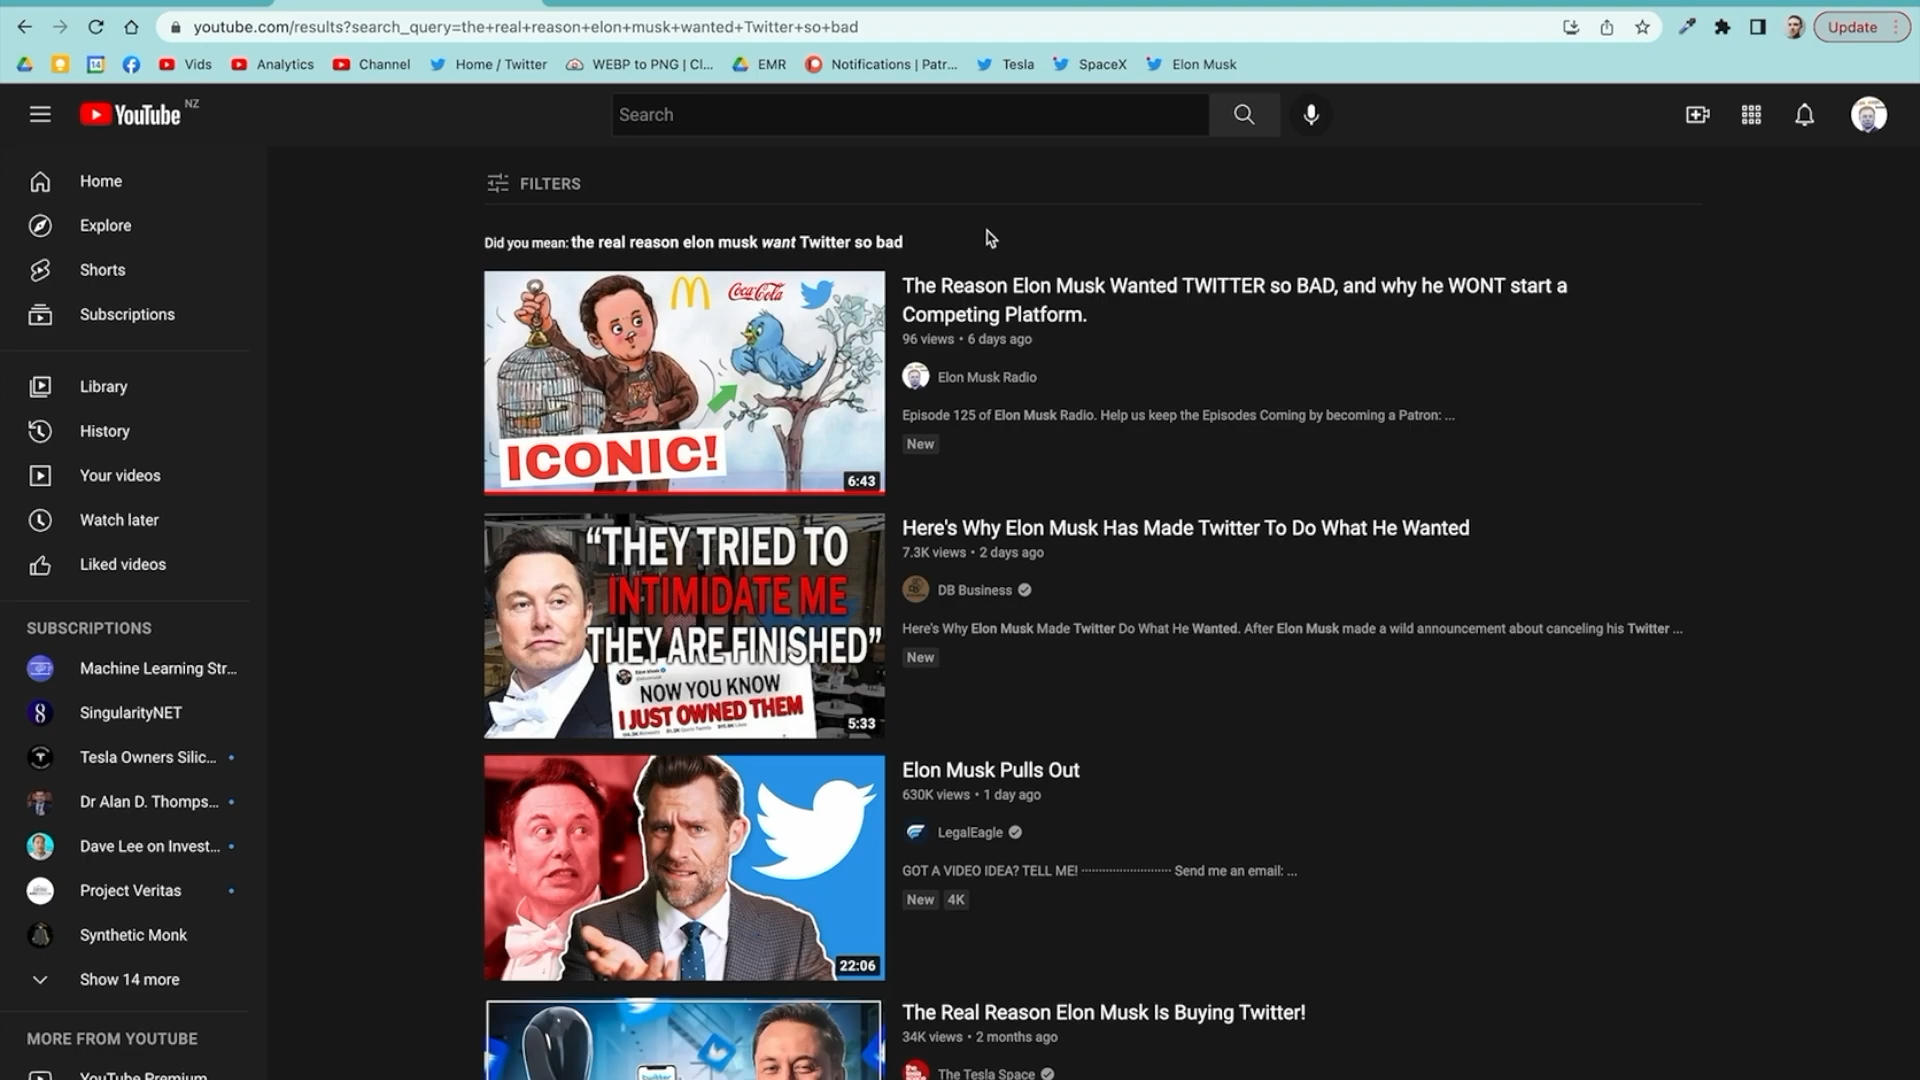 youtube.com/results?search_query=the+real+reason+elon+musk+wanted+Twitter+so+bad
Update
14
Vids
Analytics
Channel
Home / Twitter
WEBP to PNG | Cl...
EMR
Notifications | Patr...
Tesla
SpaceX
Elon Musk
YouTube NZ
Search
Home
Explore
Shorts
Subscriptions
Library
History
Your videos
Watch later
Liked videos
SUBSCRIPTIONS
Machine Learning Str...
SingularityNET
Tesla Owners Silic...
Dr Alan D. Thomps...
Dave Lee on Invest...
Project Veritas
Synthetic Monk
Show 14 more
MORE FROM YOUTUBE
YouTube Premium
FILTERS
Did you mean: the real reason elon musk want Twitter so bad
Coca-Cola
ICONIC!
6:43
The Reason Elon Musk Wanted TWITTER so BAD, and why he WONT start a
Competing Platform.
96 views • 6 days ago
Elon Musk Radio
Episode 125 of Elon Musk Radio. Help us keep the Episodes Coming by becoming a Patron: ...
New
“THEY TRIED TO
INTIMIDATE ME
THEY ARE FINISHED”
NOW YOU KNOW
I JUST OWNED THEM
5:33
Here's Why Elon Musk Has Made Twitter To Do What He Wanted
7.3K views • 2 days ago
DB Business
Here's Why Elon Musk Made Twitter Do What He Wanted. After Elon Musk made a wild announcement about canceling his Twitter ...
New
22:06
Elon Musk Pulls Out
630K views • 1 day ago
LegalEagle
GOT A VIDEO IDEA? TELL ME! ························ Send me an email: ...
New 4K
twitter
The Real Reason Elon Musk Is Buying Twitter!
34K views • 2 months ago
The Tesla Space